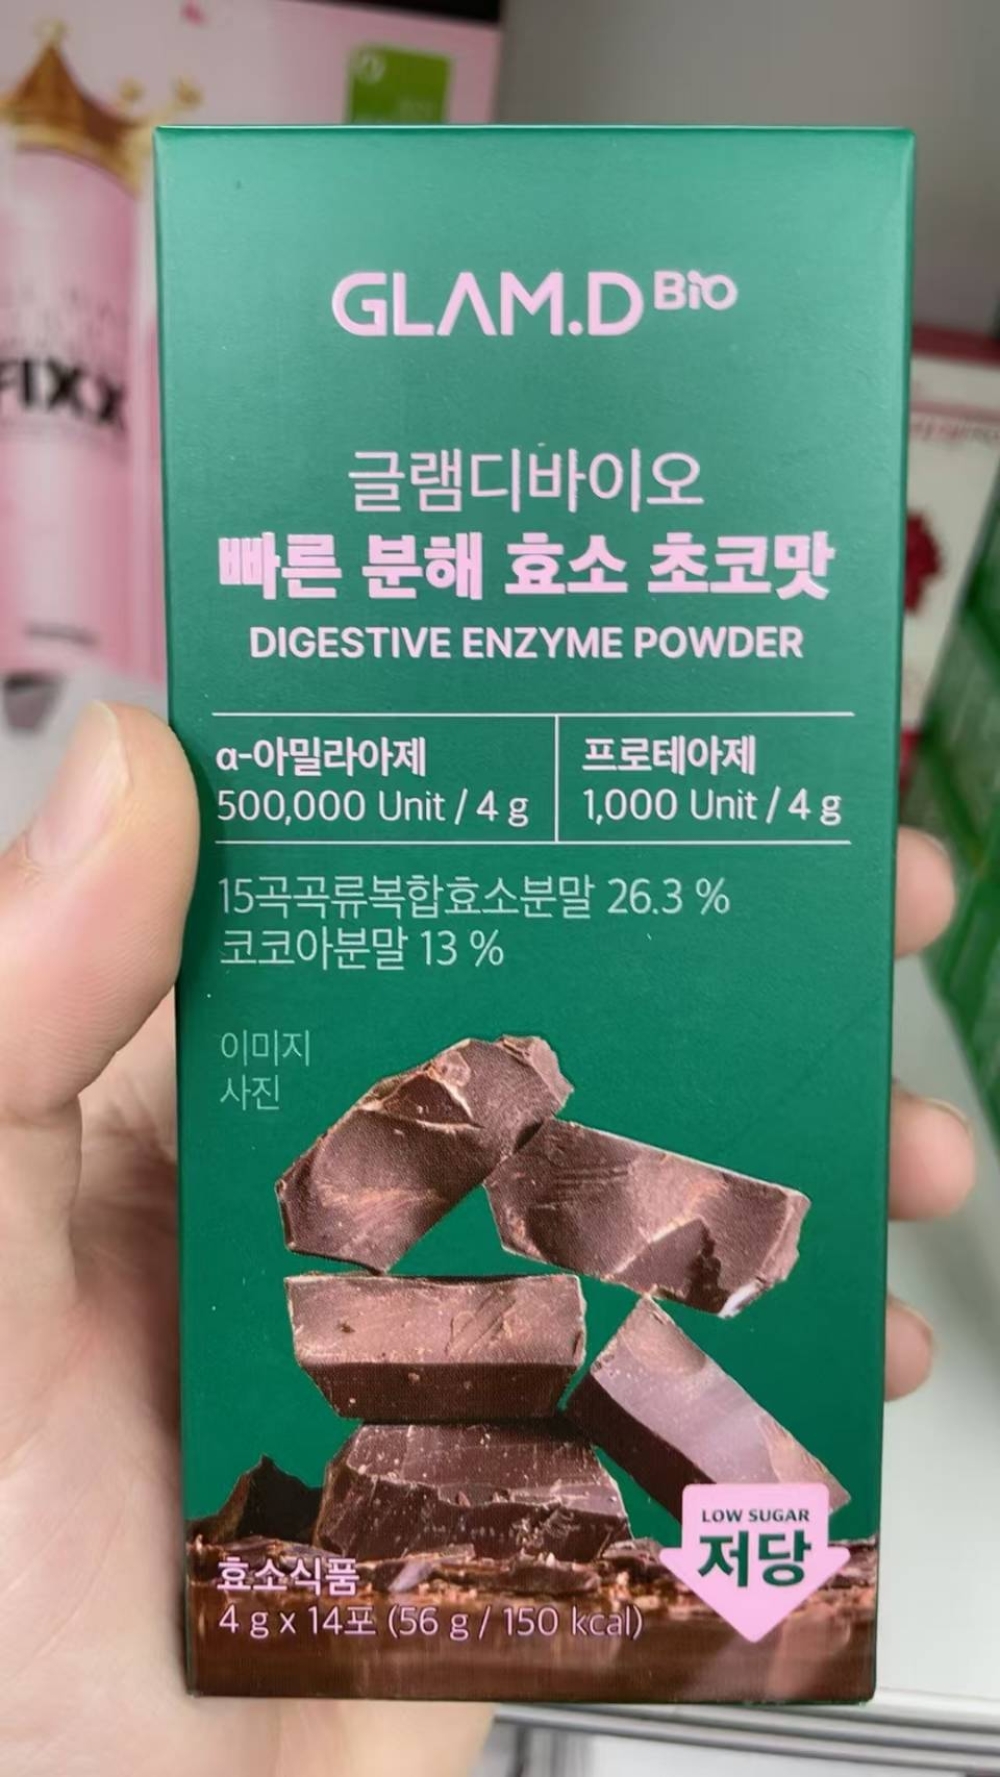 GLAM.D Bio
글램디바이오
빠른 분해 효소 초코맛
DIGESTIVE ENZYME POWDER
α-아밀라아제
500,000 Unit / 4 g
프로테아제
1,000 Unit / 4 g
15곡곡류복합효소분말 26.3 %
코코아분말 13 %
이미지
사진
LOW SUGAR
저당
효소식품
4 g x 14포 (56 g / 150 kcal)
FIXX